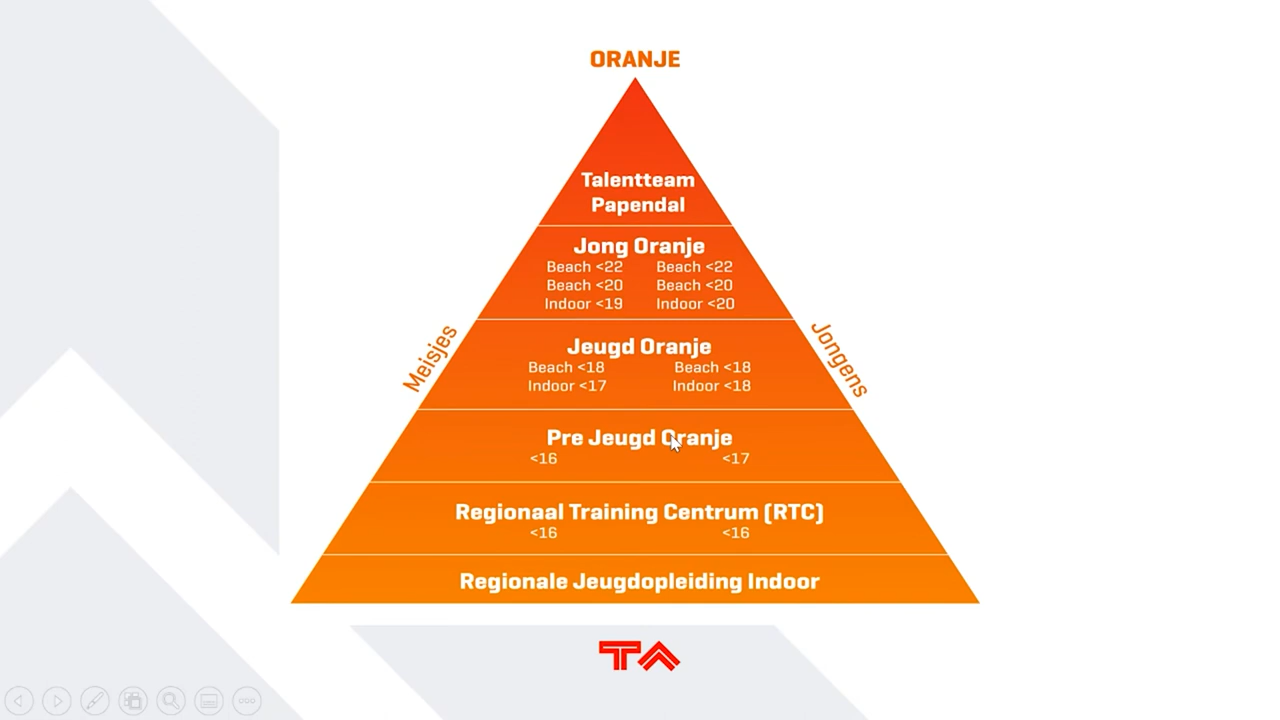 ORANJE
Talentteam
Papendal
Jong Oranje
Beach <22 Beach <22
Beach <20 Beach <20
Indoor <19 Indoor <20
Meisjes
Jongens
Jeugd Oranje
Beach <18 Beach <18
Indoor <17 Indoor <18
Pre Jeugd Oranje
<16 <17
Regionaal Training Centrum (RTC)
<16 <16
Regionale Jeugdopleiding Indoor
TA